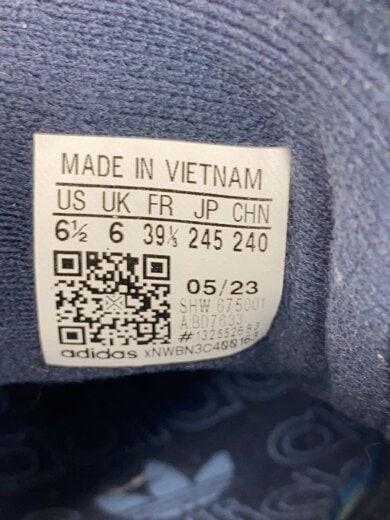 MADE IN VIETNAM
US UK FR JP CHN
6½ 6 39⅓ 245 240
05/23
SHW 675001
ABD7633
adidas